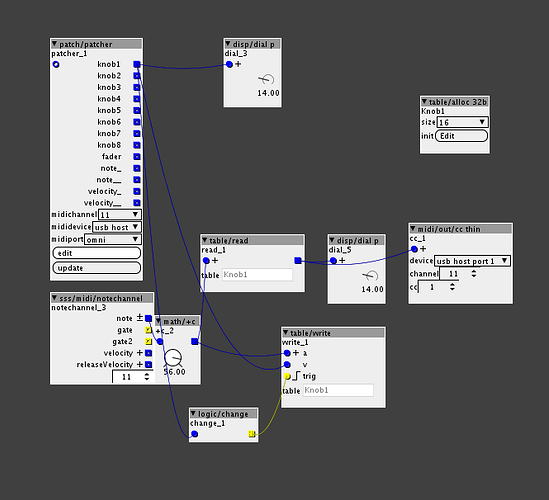 patch/patcher
patcher_1
knob1
knob2
knob3
knob4
knob5
knob6
knob7
knob8
fader
note_
note__
velocity_
velocity__
midichannel 11
mididevice usb host
midiport omni
edit
update
disp/dial p
dial_3
14.00
table/alloc 32b
Knob1
size 16
init Edit
table/read
read_1
table Knob1
disp/dial p
dial_5
14.00
midi/out/cc thin
cc_1
device usb host port 1
channel 11
cc 1
sss/midi/notechannel
notechannel_3
note
gate
gate2
velocity
releaseVelocity
11
math/+c
+c_2
56.00
table/write
write_1
a
v
trig
table Knob1
logic/change
change_1